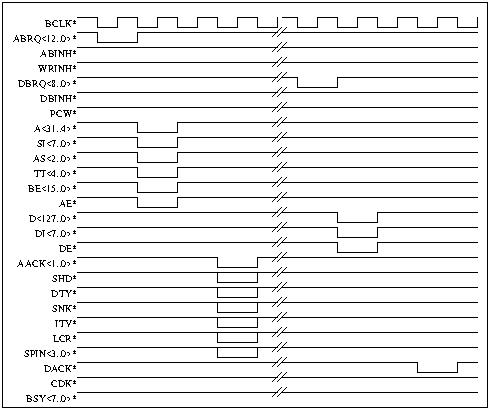 BCLK*
ABRQ<12..0>*
ABINH*
WRINH*
DBRQ<8..0>*
DBINH*
PCW*
A<31..4>*
SI<7..0>*
AS<2..0>*
TT<4..0>*
BE<15..0>*
AE*
D<127..0>*
DI<7..0>*
DE*
AACK<1..0>*
SHD*
DTY*
SNK*
ITV*
LCR*
SPIN<3..0>*
DACK*
CDK*
BSY<7..0>*